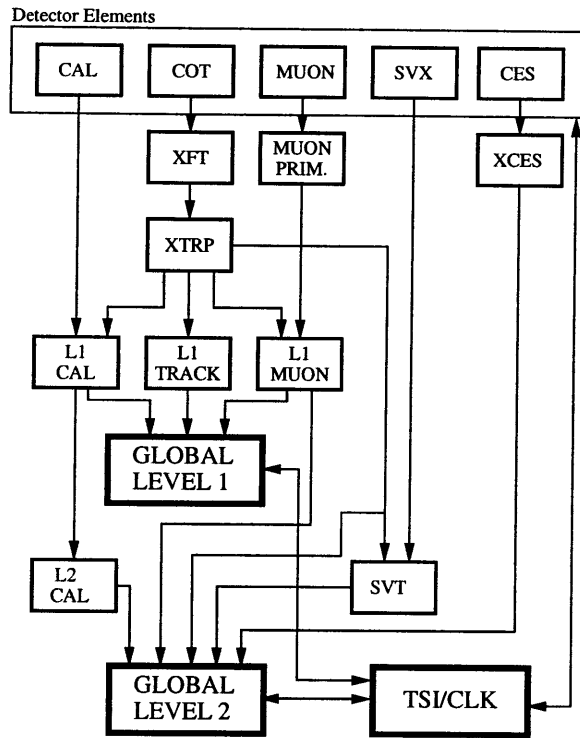 Detector Elements
CAL
COT
MUON
SVX
CES
XFT
MUON
PRIM.
XCES
XTRP
L1
CAL
L1
TRACK
L1
MUON
GLOBAL
LEVEL 1
L2
CAL
SVT
GLOBAL
LEVEL 2
TSI/CLK